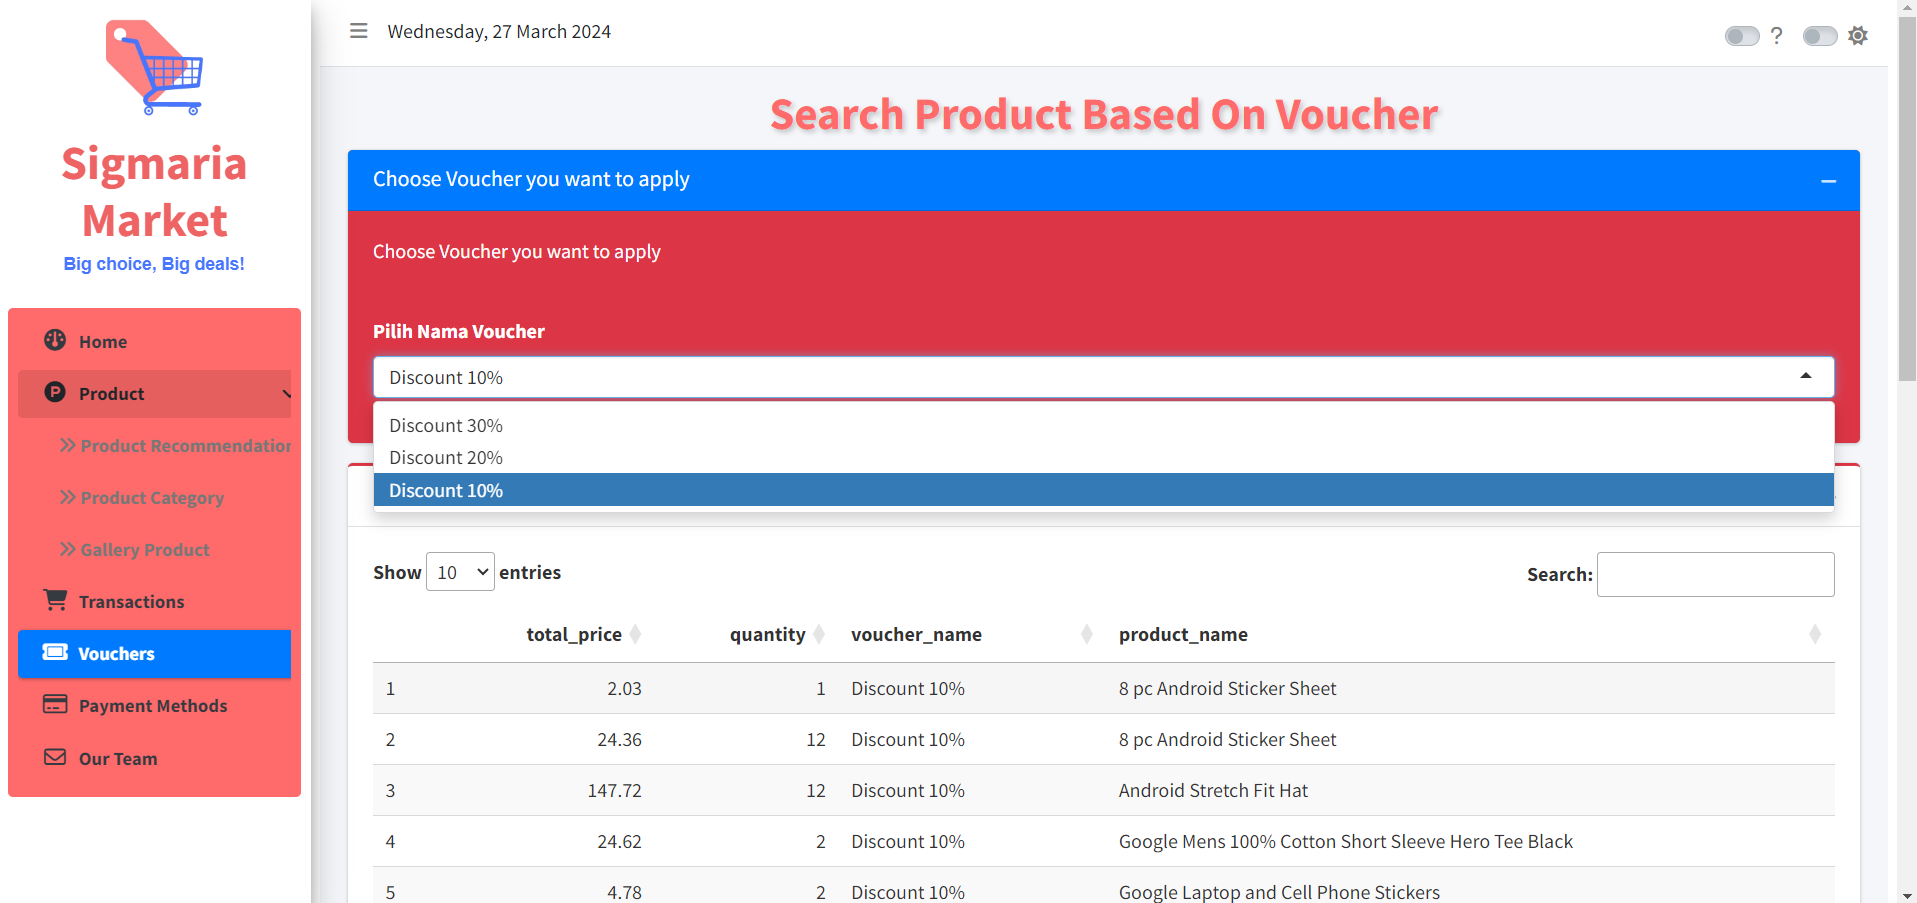 Sigmaria
Market
Big choice, Big deals!
Home
Product
Product Recommendation
Product Category
Gallery Product
Transactions
Vouchers
Payment Methods
Our Team
Wednesday, 27 March 2024
?
Search Product Based On Voucher
Choose Voucher you want to apply
Choose Voucher you want to apply
Pilih Nama Voucher
Discount 10%
Discount 30%
Discount 20%
Discount 10%
Show 10 entries
Search:
total_price quantity voucher_name product_name
1 2.03 1 Discount 10% 8 pc Android Sticker Sheet
2 24.36 12 Discount 10% 8 pc Android Sticker Sheet
3 147.72 12 Discount 10% Android Stretch Fit Hat
4 24.62 2 Discount 10% Google Mens 100% Cotton Short Sleeve Hero Tee Black
5 4.78 2 Discount 10% Google Laptop and Cell Phone Stickers